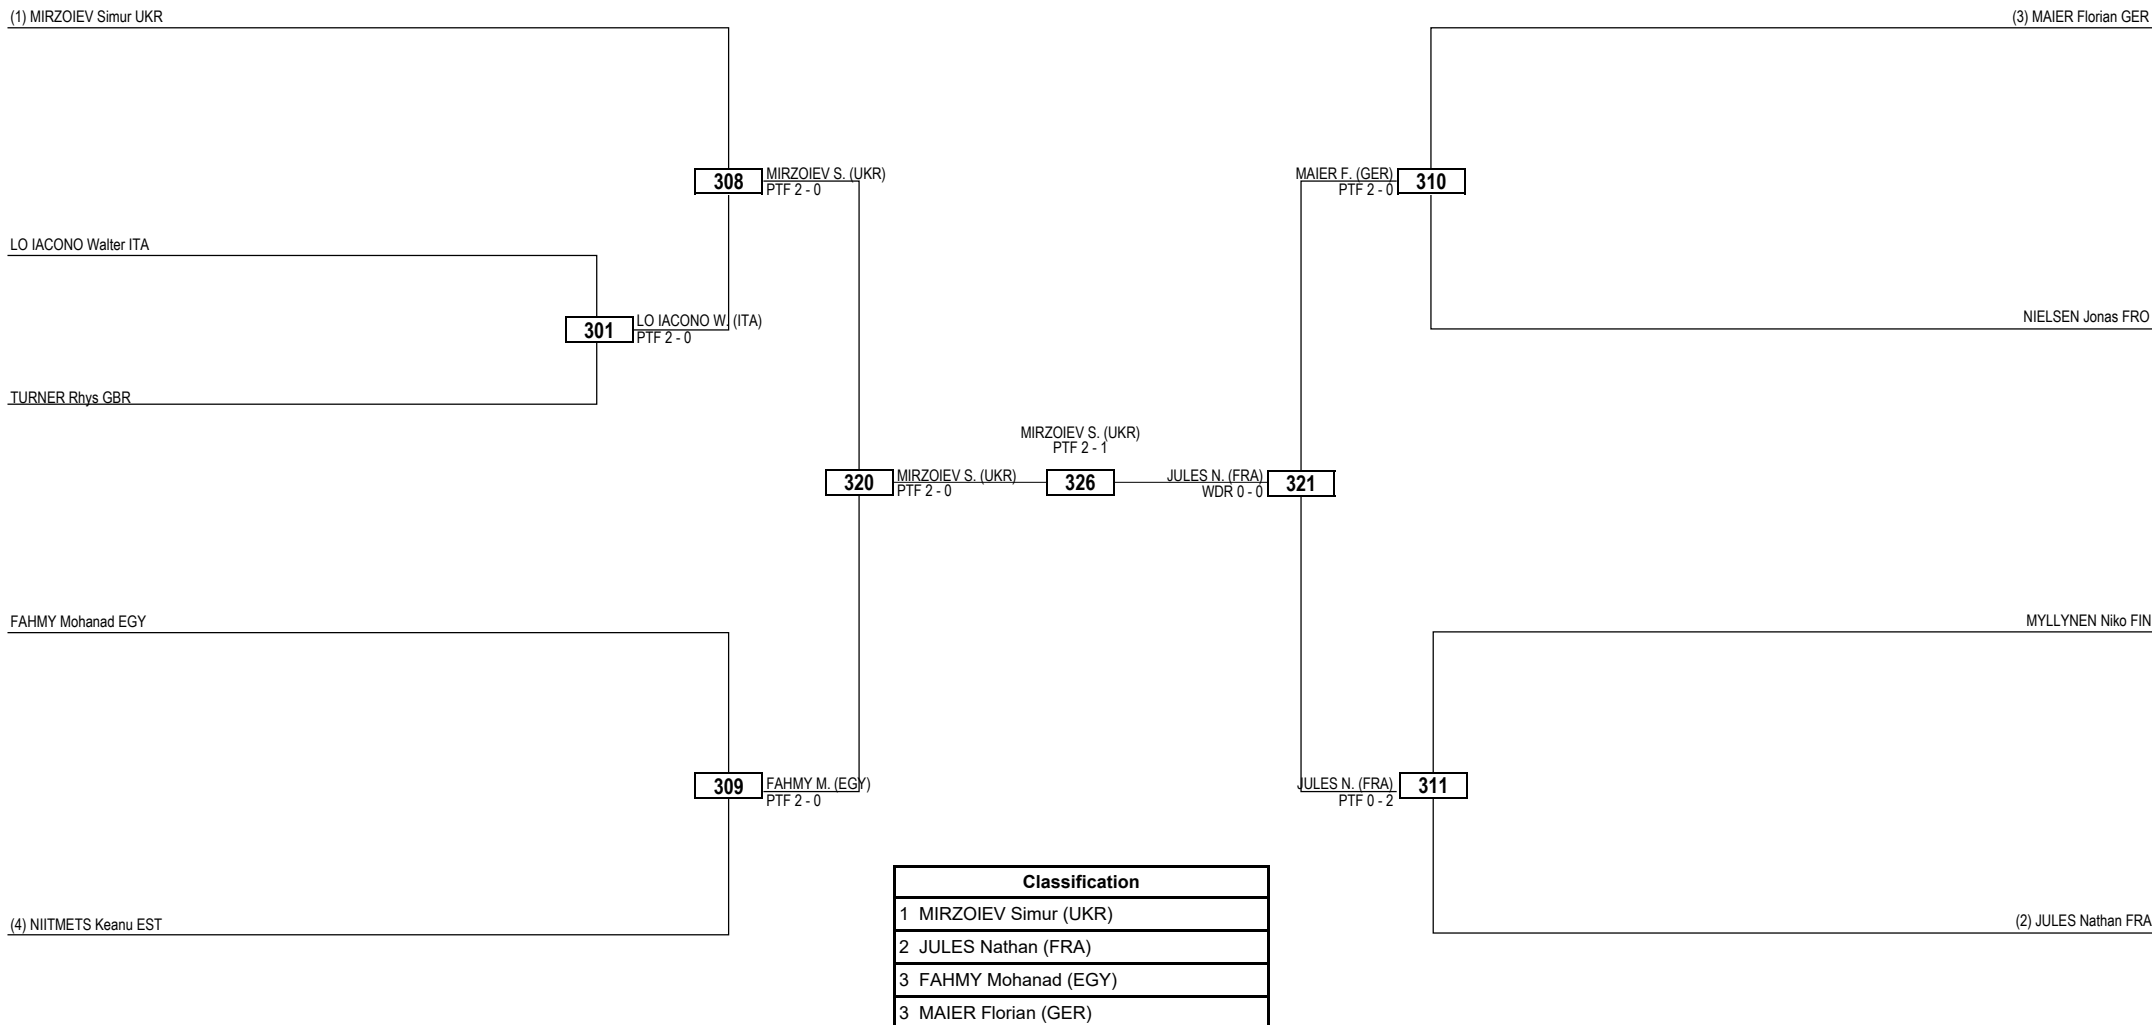 (1) MIRZOIEV Simur UKR
(3) MAIER Florian GER
308
MIRZOIEV S. (UKR)
PTF 2 - 0
MAIER F. (GER)
PTF 2 - 0
310
LO IACONO Walter ITA
301
LO IACONO W. (ITA)
PTF 2 - 0
NIELSEN Jonas FRO
TURNER Rhys GBR
MIRZOIEV S. (UKR)
PTF 2 - 1
320
MIRZOIEV S. (UKR)
PTF 2 - 0
326
JULES N. (FRA)
WDR 0 - 0
321
FAHMY Mohanad EGY
MYLLYNEN Niko FIN
309
FAHMY M. (EGY)
PTF 2 - 0
JULES N. (FRA)
PTF 0 - 2
311
(4) NIITMETS Keanu EST
(2) JULES Nathan FRA
Classification
1 MIRZOIEV Simur (UKR)
2 JULES Nathan (FRA)
3 FAHMY Mohanad (EGY)
3 MAIER Florian (GER)